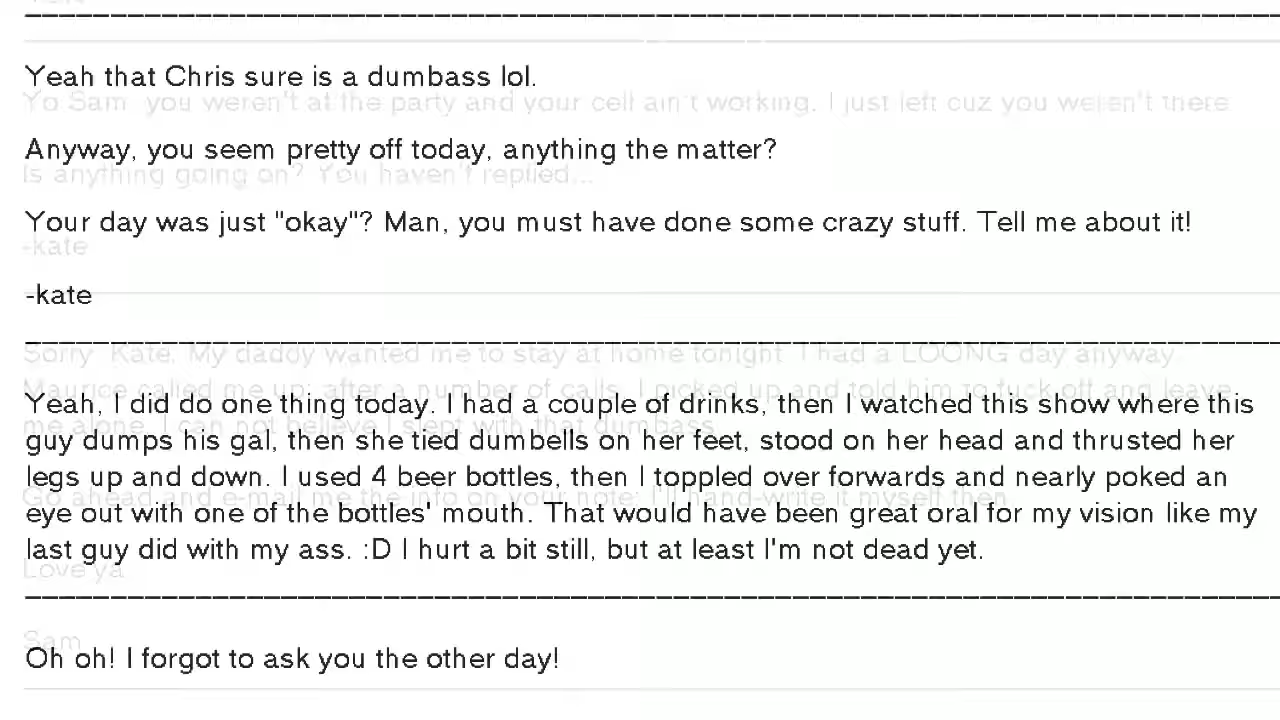 Yeah that Chris sure is a dumbass lol.
Yo Sam you weren't at the party and your cell ain't working. I just left cuz you weren't there
Anyway, you seem pretty off today, anything the matter?
Is anything going on? You haven't replied...
Your day was just "okay"? Man, you must have done some crazy stuff. Tell me about it!
-kate
-kate
Sorry Kate. My daddy wanted me to stay at home tonight. I had a LOONG day anyway
Maurice called me up; after a number of calls, I picked up and told him to fuck off and leave
Yeah, I did do one thing today. I had a couple of drinks, then I watched this show where this
me alone. I can not believe I slept with that dumbass
guy dumps his gal, then she tied dumbells on her feet, stood on her head and thrusted her
legs up and down. I used 4 beer bottles, then I toppled over forwards and nearly poked an
Go ahead and e-mail me the info on your note; I'll hand-write it myself then
eye out with one of the bottles' mouth. That would have been great oral for my vision like my
last guy did with my ass. :D I hurt a bit still, but at least I'm not dead yet.
Love ya
Sam
Oh oh! I forgot to ask you the other day!